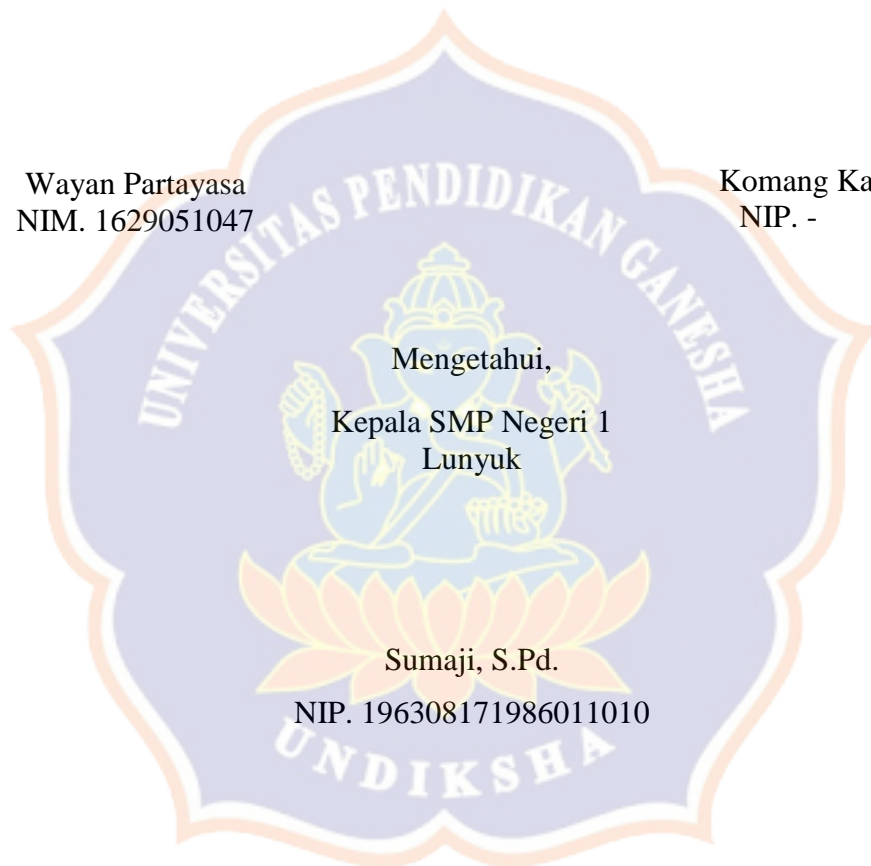 Wayan Partayasa
NIM. 1629051047
Komang Ka
NIP. -
UNIVERSITAS PENDIDIKAN GANESHA
Mengetahui,
Kepala SMP Negeri 1
Lunyuk
Sumaji, S.Pd.
NIP. 196308171986011010
UNDIKSHA